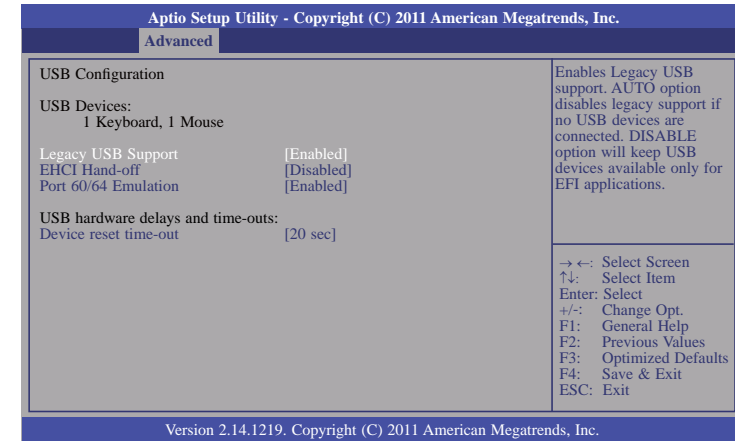 Aptio Setup Utility - Copyright (C) 2011 American Megatrends, Inc.
Advanced
USB Configuration
USB Devices:
1 Keyboard, 1 Mouse
Legacy USB Support [Enabled]
EHCI Hand-off [Disabled]
Port 60/64 Emulation [Enabled]
USB hardware delays and time-outs:
Device reset time-out [20 sec]
Enables Legacy USB
support. AUTO option
disables legacy support if
no USB devices are
connected. DISABLE
option will keep USB
devices available only for
EFI applications.
→←: Select Screen
↑↓: Select Item
Enter: Select
+/-: Change Opt.
F1: General Help
F2: Previous Values
F3: Optimized Defaults
F4: Save & Exit
ESC: Exit
Version 2.14.1219. Copyright (C) 2011 American Megatrends, Inc.